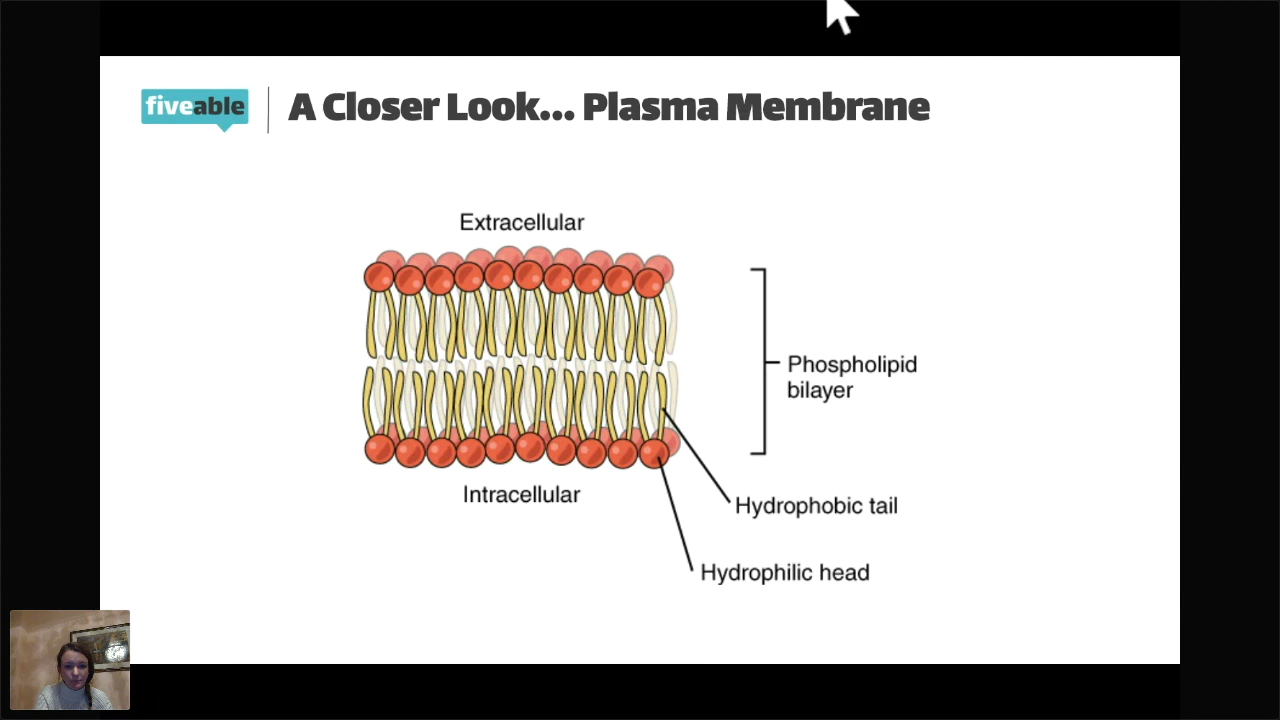 fiveable
A Closer Look... Plasma Membrane
Extracellular
Phospholipid
bilayer
Intracellular
Hydrophobic tail
Hydrophilic head